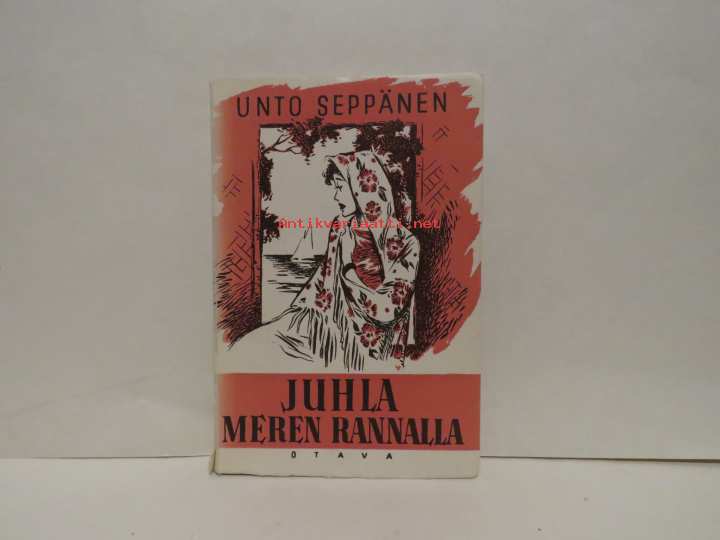 UNTO SEPPÄNEN
Antikvariaatti.net
JUHLA
MEREN RANNALLA
OTAVA